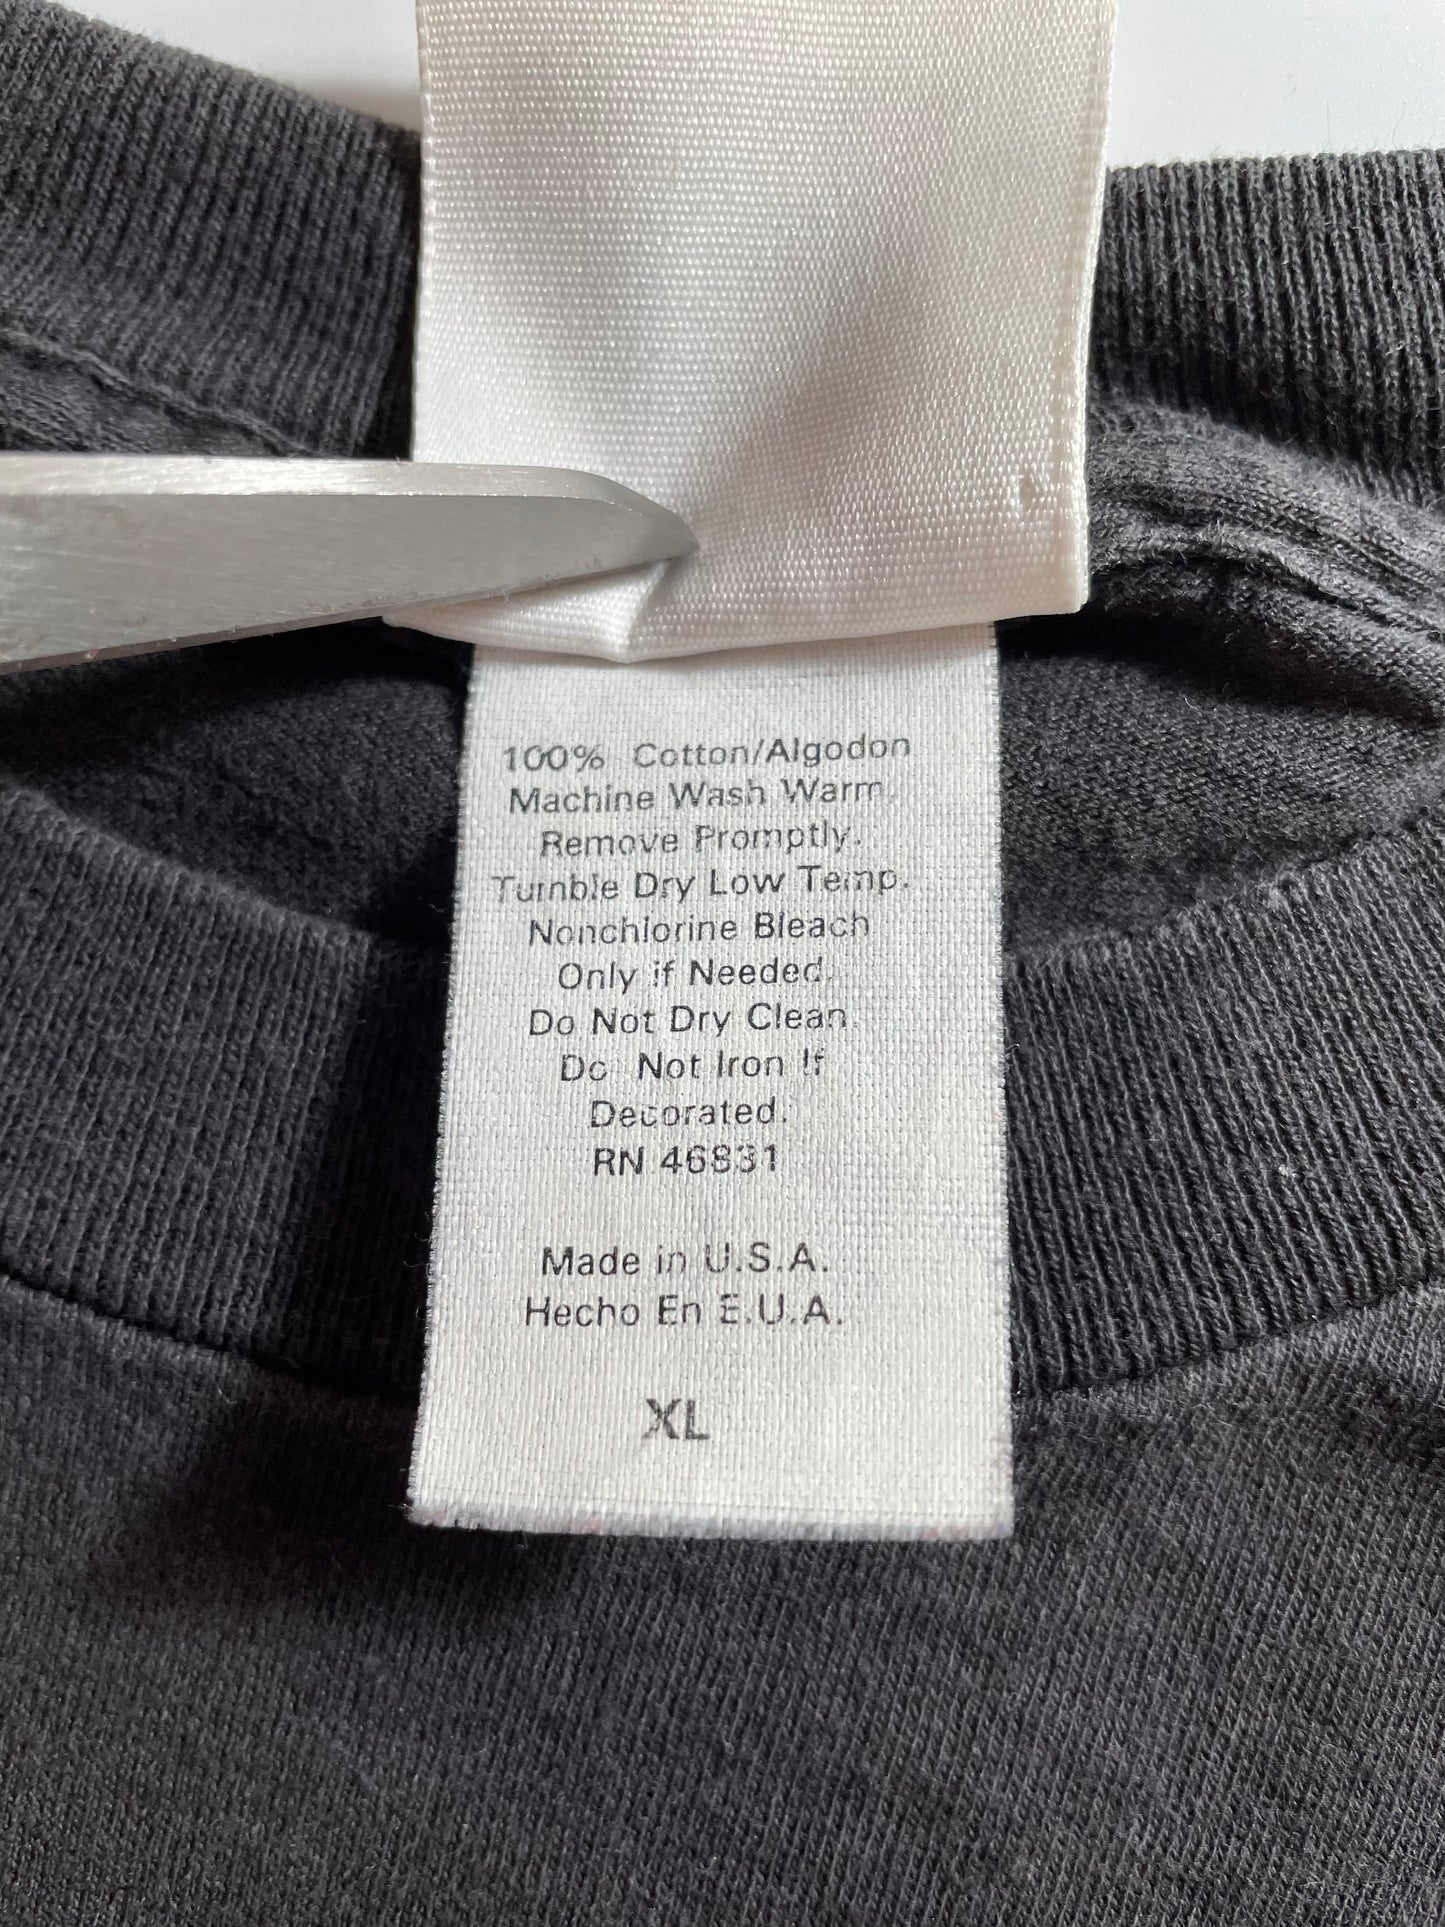 100% Cotton/Algodon
Machine Wash Warm.
Remove Promptly.
Tumble Dry Low Temp.
Nonchlorine Bleach
Only if Needed.
Do Not Dry Clean.
Do Not Iron If
Decorated.
RN 46831
Made in U.S.A.
Hecho En E.U.A.
XL